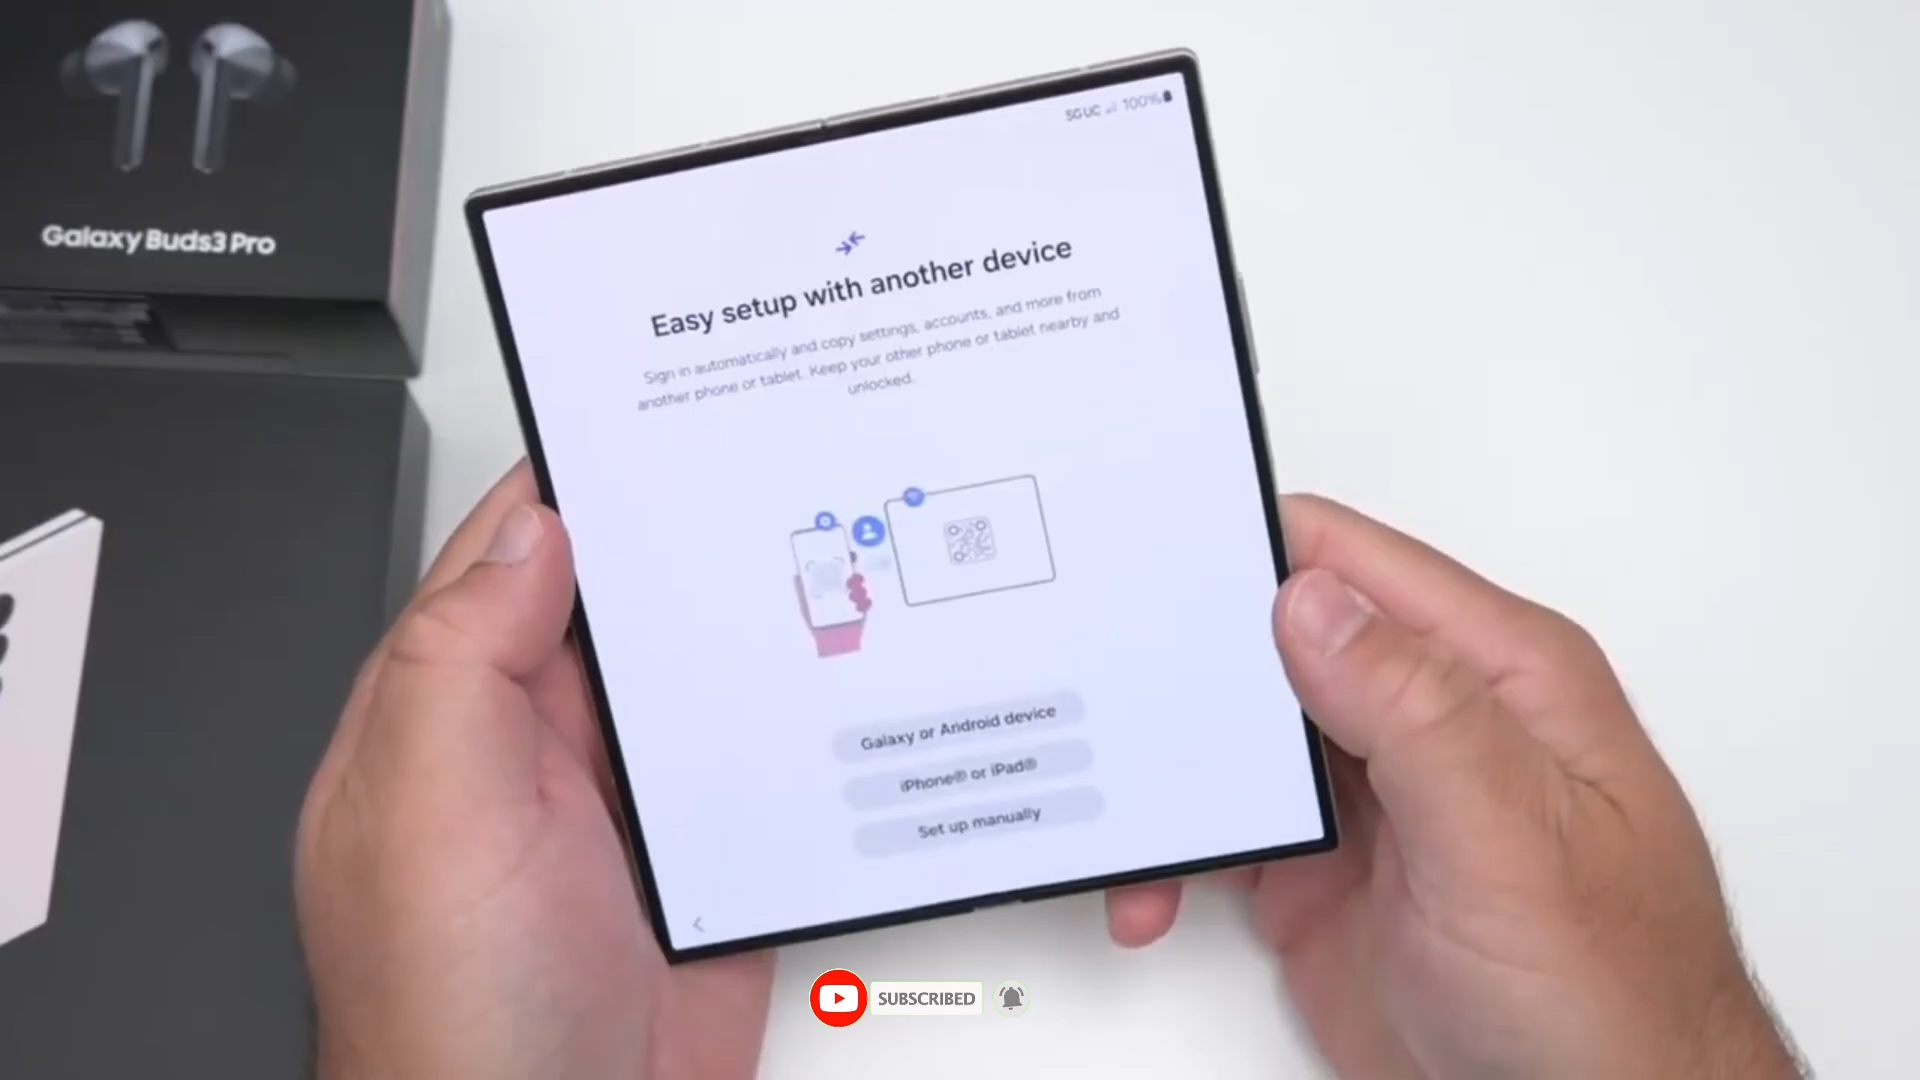 Galaxy Buds3 Pro
5G UC 100%
Easy setup with another device
Sign in automatically and copy settings, accounts, and more from
another phone or tablet. Keep your other phone or tablet nearby and
unlocked.
Galaxy or Android device
iPhone® or iPad®
Set up manually
SUBSCRIBED